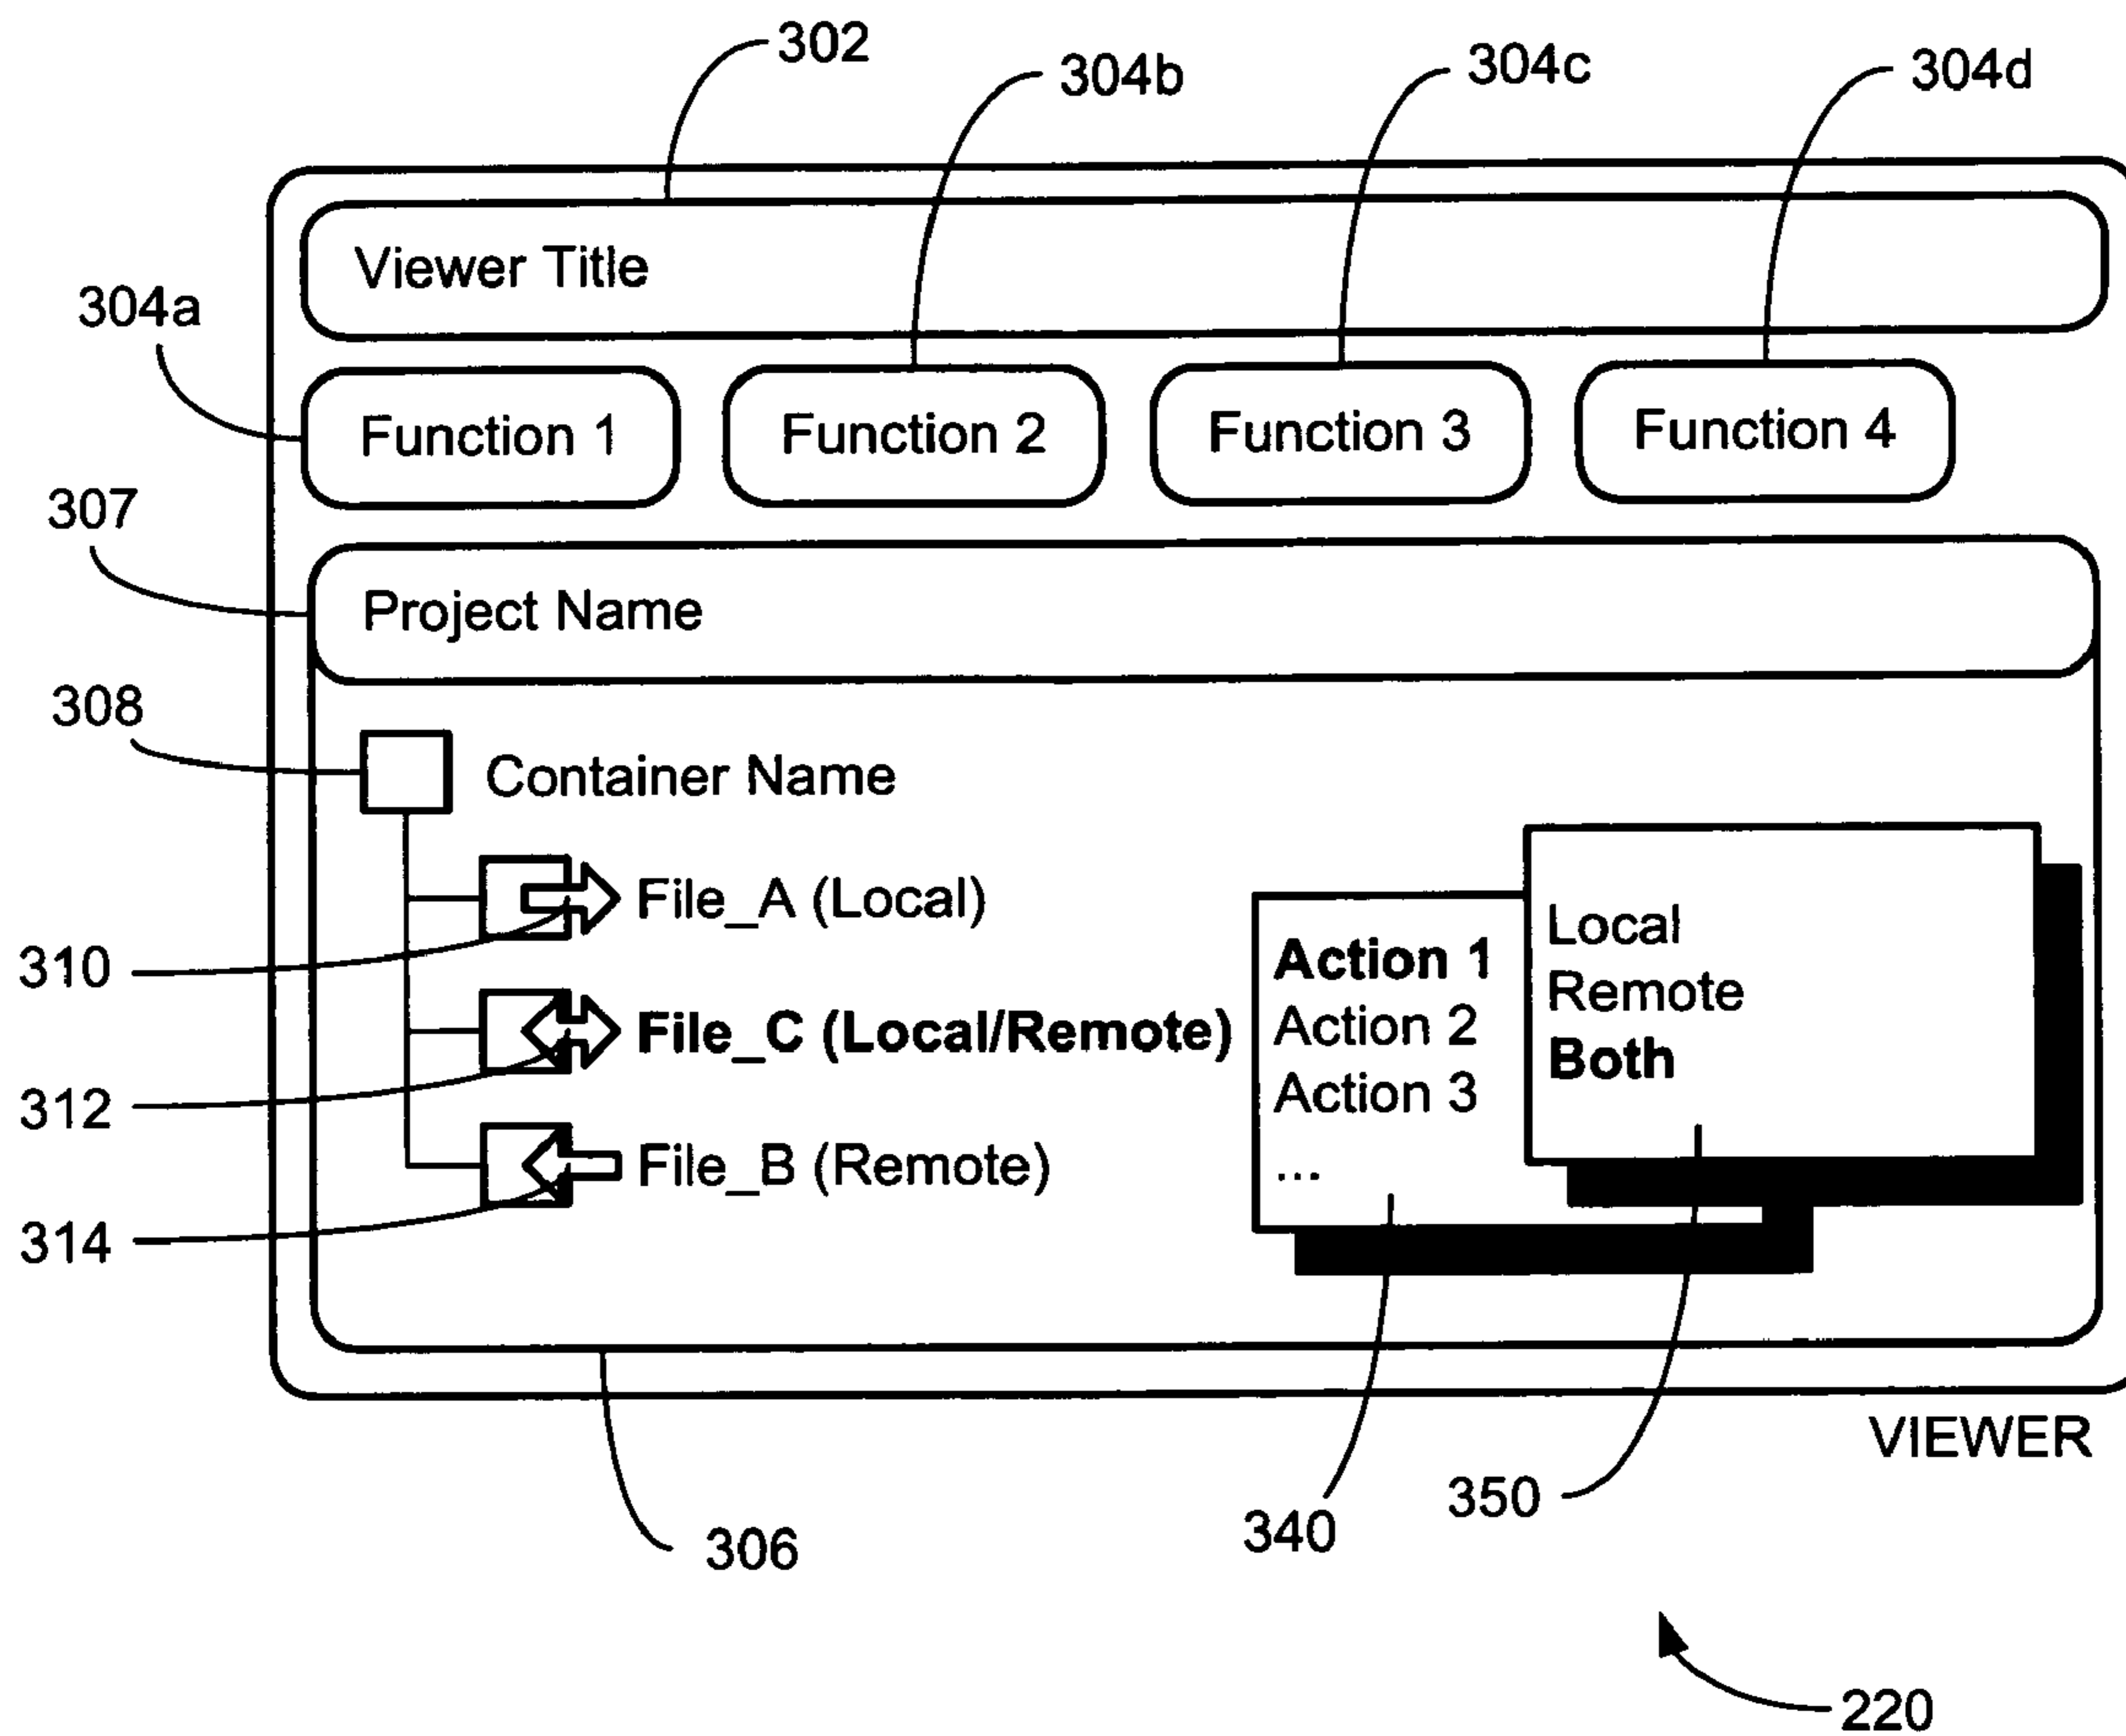 302
304b
304c
304d
Viewer Title
304a
Function 1
Function 2
Function 3
Function 4
307
Project Name
308
Container Name
File_A (Local)
310
File_C (Local/Remote)
312
File_B (Remote)
314
Action 1
Action 2
Action 3
...
Local
Remote
Both
VIEWER
306
340
350
220